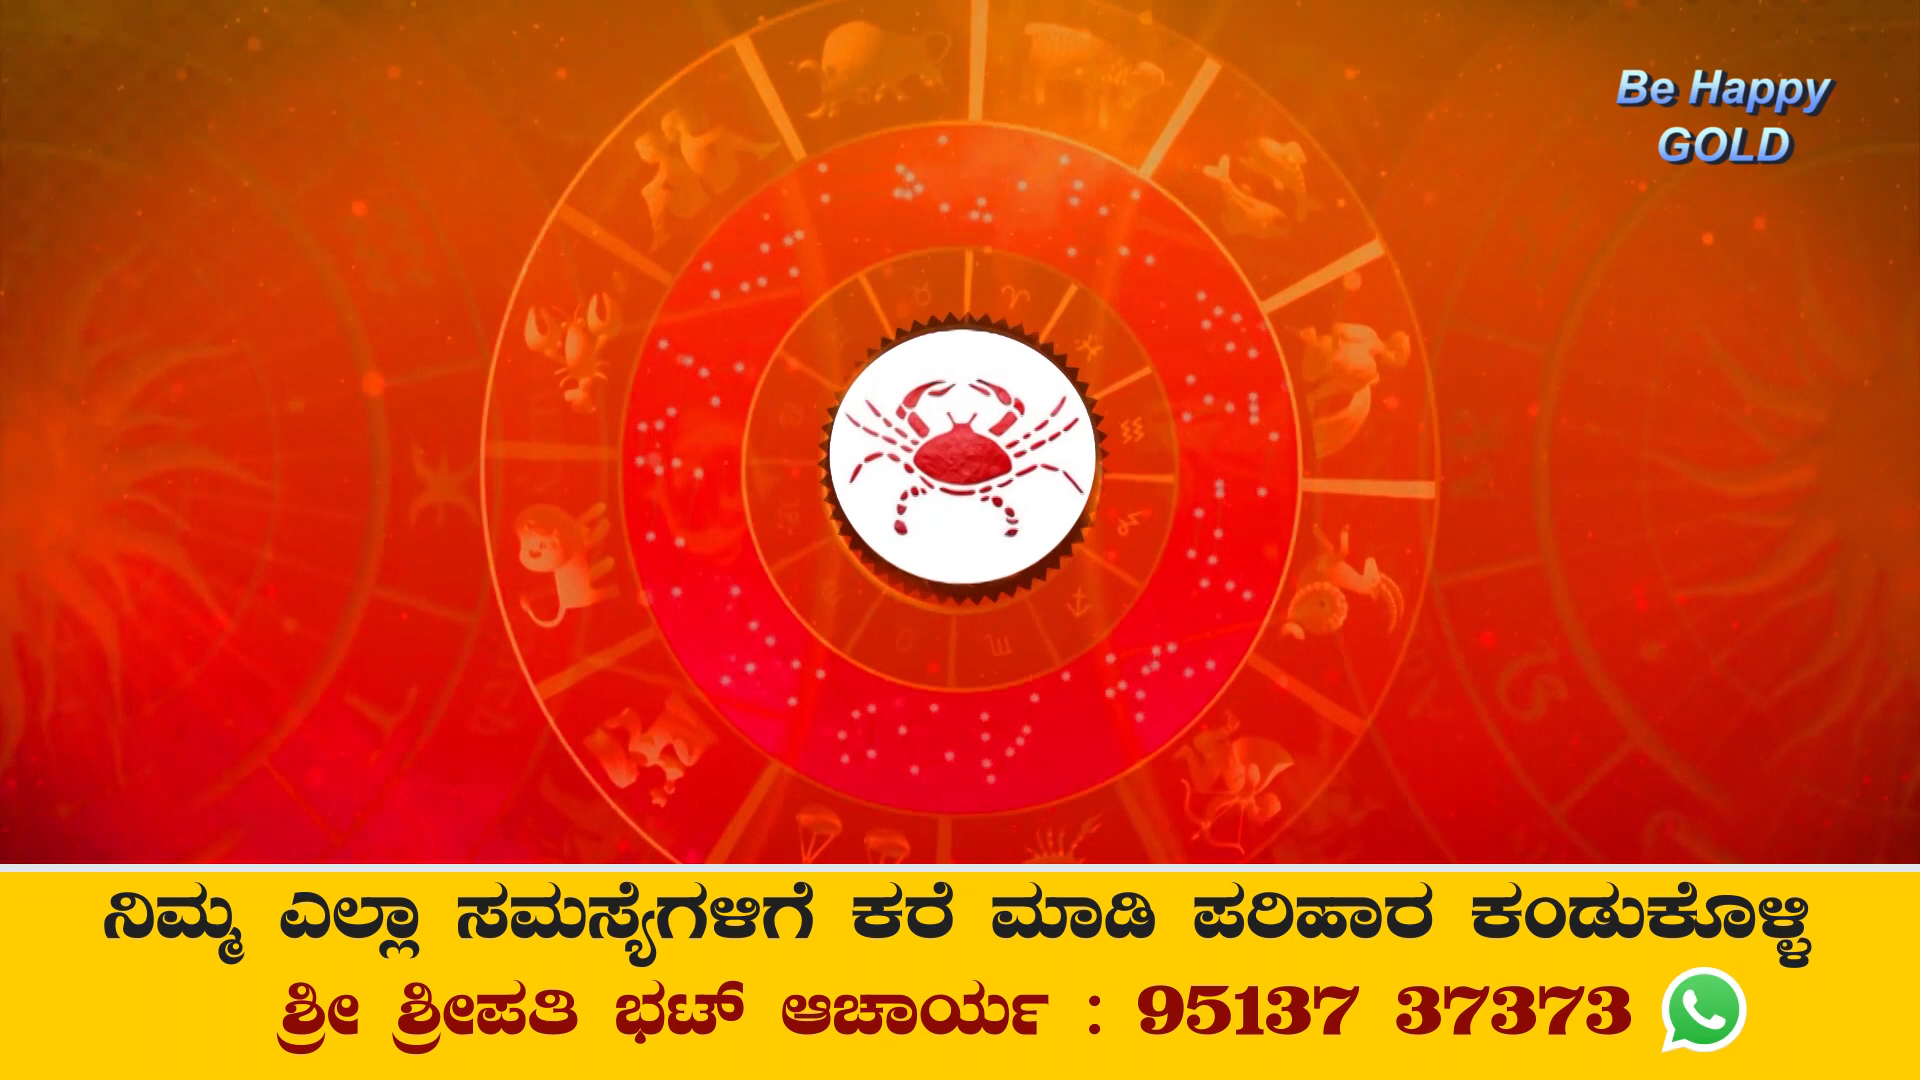 Be Happy
GOLD
ನಿಮ್ಮ ಎಲ್ಲಾ ಸಮಸ್ಯೆಗಳಿಗೆ ಕರೆ ಮಾಡಿ ಪರಿಹಾರ ಕಂಡುಕೊಳ್ಳಿ
ಶ್ರೀ ಶ್ರೀಪತಿ ಭಟ್ ಆಚಾರ್ಯ : 95137 37373